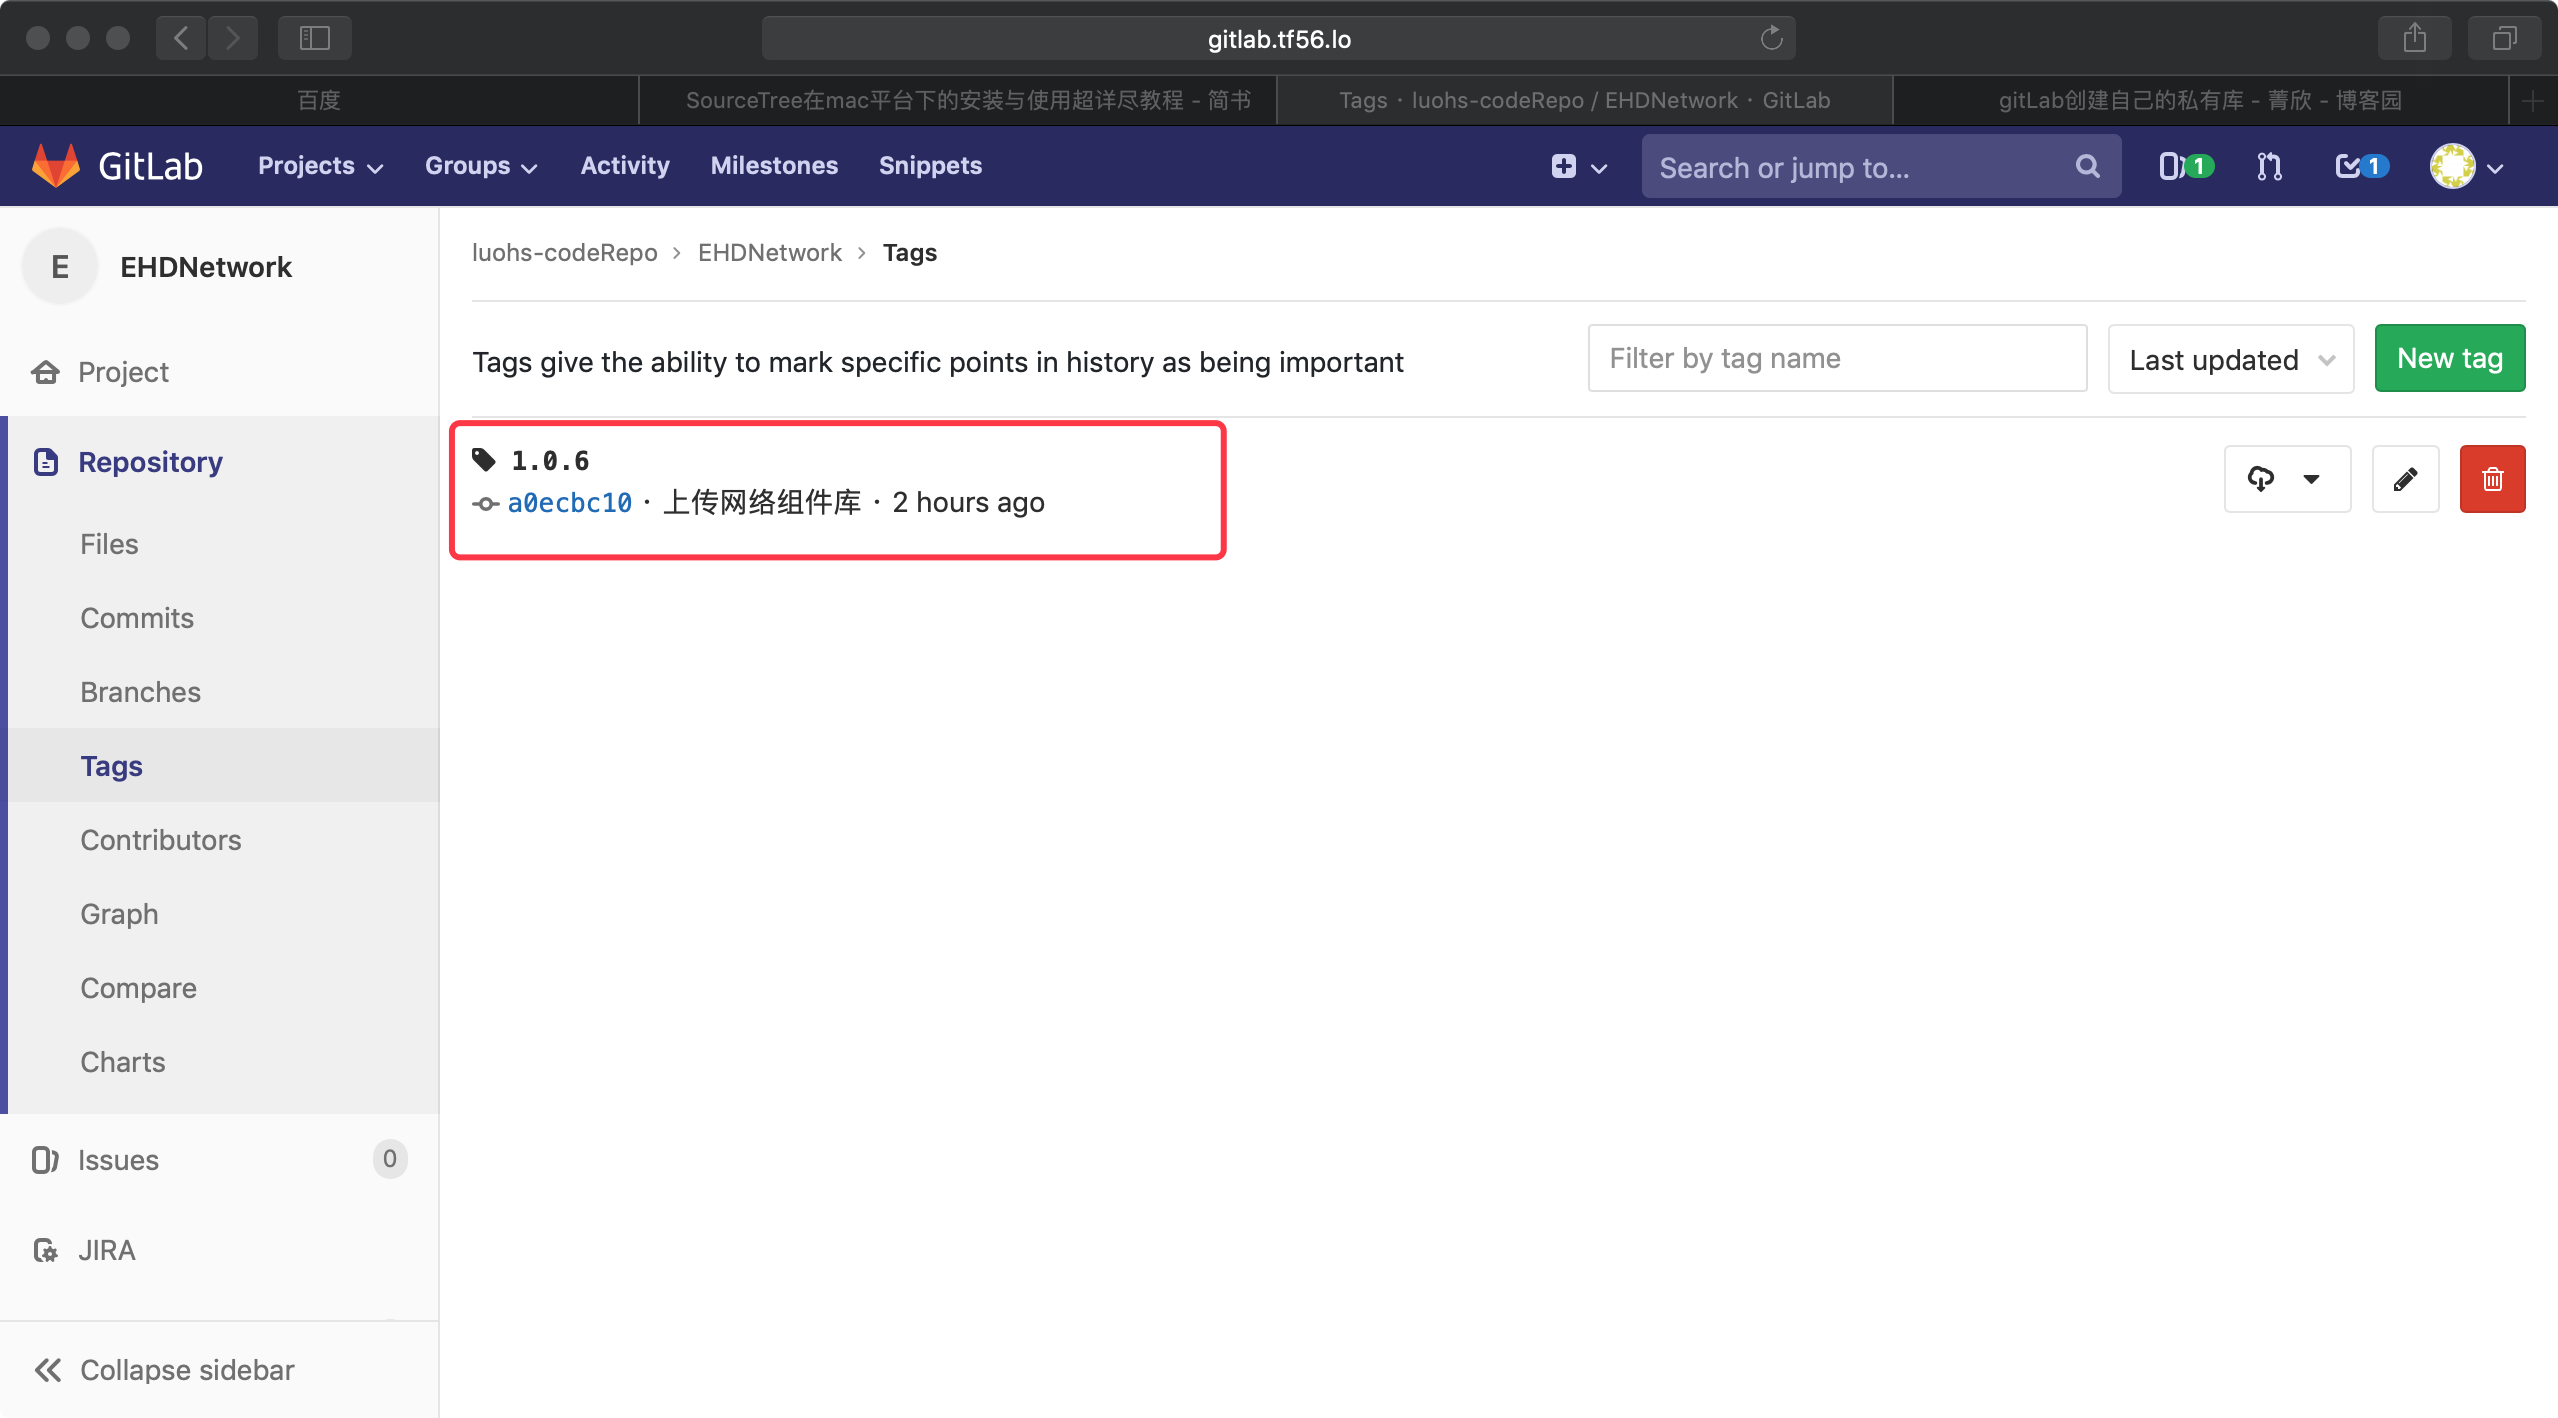 gitlab.tf56.lo
百度
SourceTree在mac平台下的安装与使用超详尽教程 - 简书
Tags · luohs-codeRepo / EHDNetwork · GitLab
gitLab创建自己的私有库 - 菁欣 - 博客园
GitLab
Projects
Groups
Activity
Milestones
Snippets
Search or jump to...
1
1
E
EHDNetwork
Project
Repository
Files
Commits
Branches
Tags
Contributors
Graph
Compare
Charts
Issues
0
JIRA
Collapse sidebar
luohs-codeRepo > EHDNetwork > Tags
Tags give the ability to mark specific points in history as being important
Filter by tag name
Last updated
New tag
1.0.6
a0ecbc10 · 上传网络组件库 · 2 hours ago